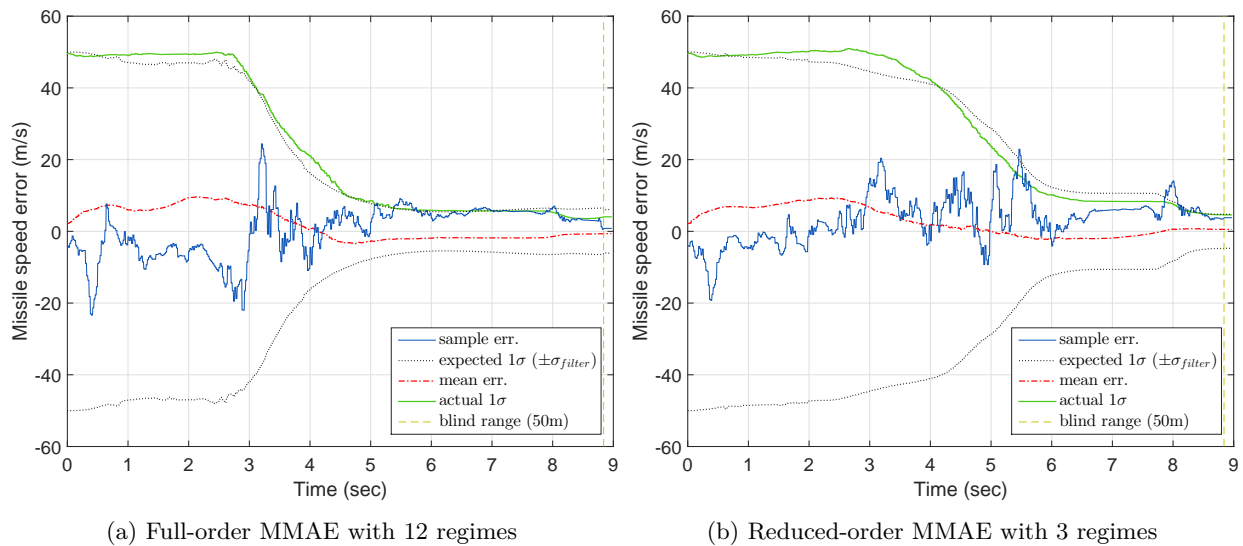 60
40
20
0
-20
-40
-60
Missile speed error (m/s)
0 1 2 3 4 5 6 7 8 9
Time (sec)
sample err.
expected 1σ (±σ_filter)
mean err.
actual 1σ
blind range (50m)
(a) Full-order MMAE with 12 regimes
60
40
20
0
-20
-40
-60
Missile speed error (m/s)
0 1 2 3 4 5 6 7 8 9
Time (sec)
sample err.
expected 1σ (±σ_filter)
mean err.
actual 1σ
blind range (50m)
(b) Reduced-order MMAE with 3 regimes